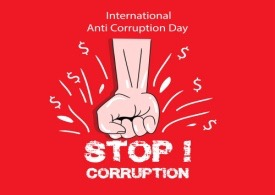 International
Anti Corruption Day
$ $ $ $ $ $
STOP !
CORRUPTION